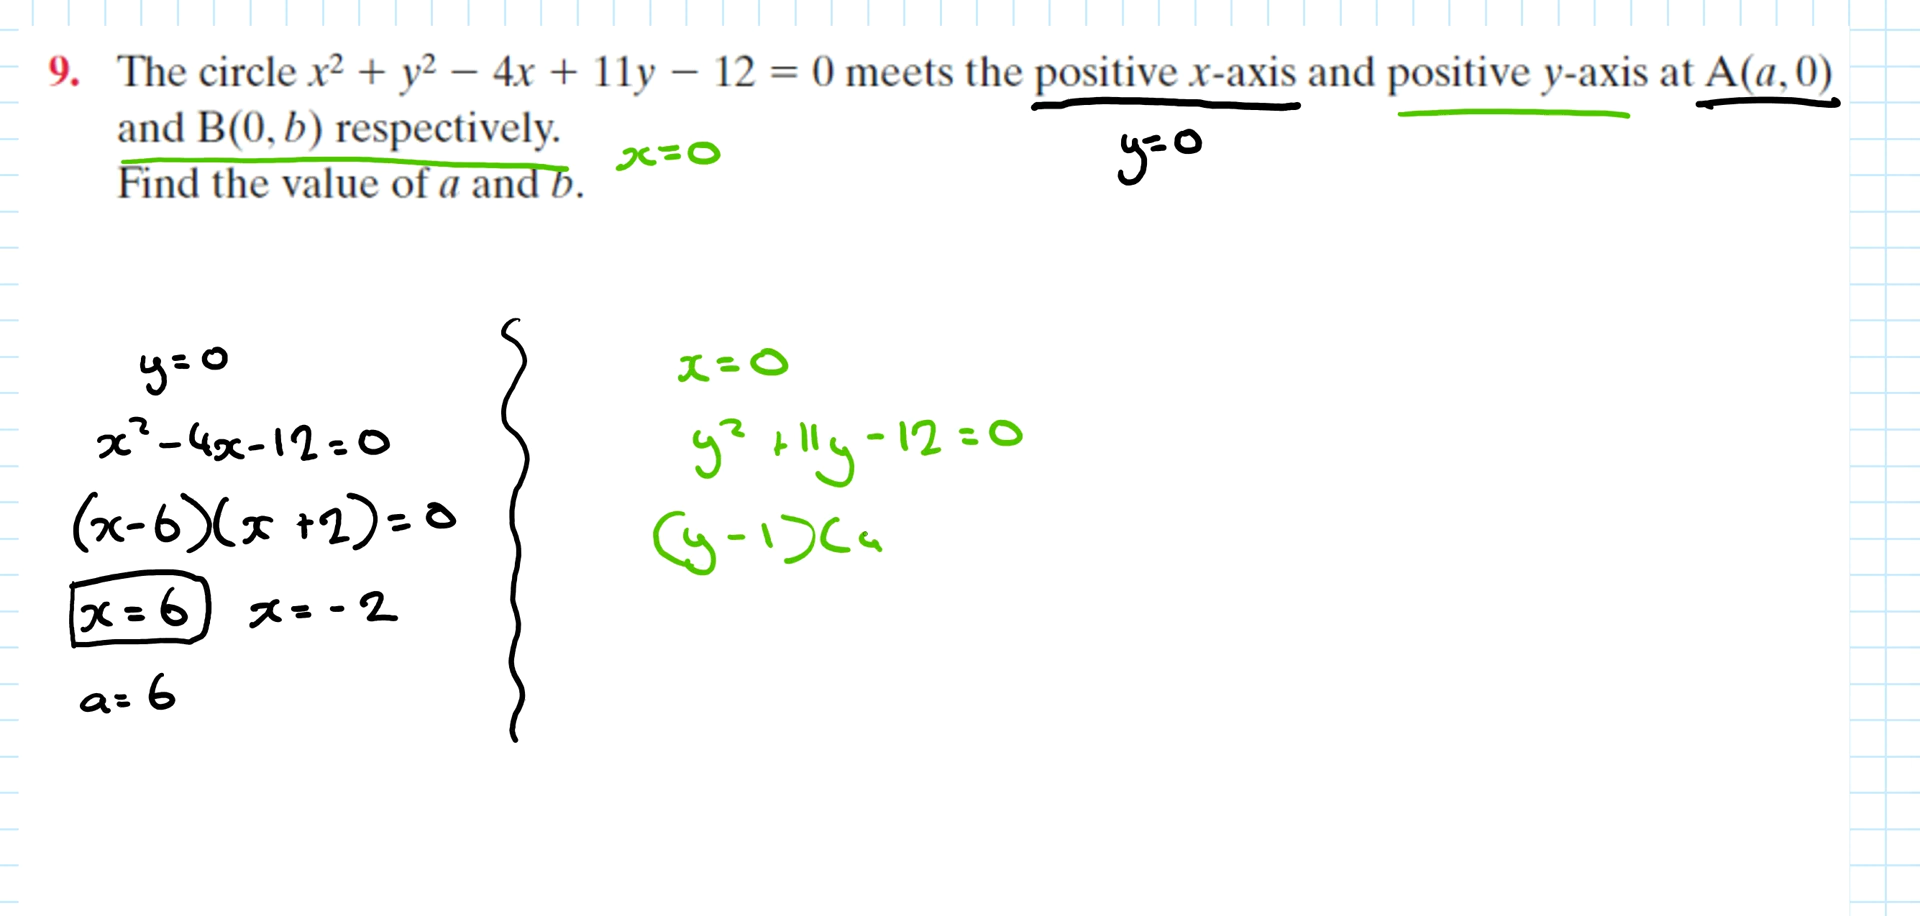 9. The circle x² + y² − 4x + 11y − 12 = 0 meets the positive x-axis and positive y-axis at A(a, 0)
and B(0, b) respectively.
x=0
y=0
Find the value of a and b.
y=0
x²-4x-12=0
(x-6)(x+2)=0
x=6 x=-2
a=6
x=0
y²+11y-12=0
(y-1)(